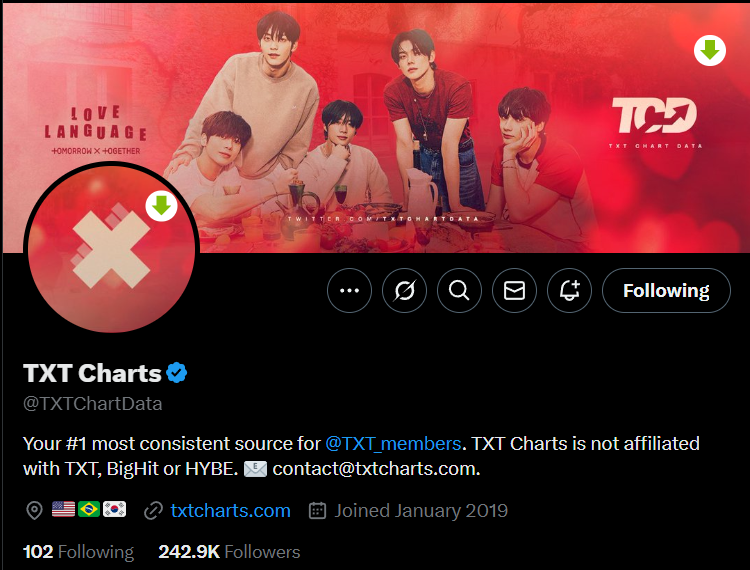 LOVE
LANGUAGE
TOMORROW X TOGETHER
TCD
TXT CHART DATA
TWITTER.COM/TXTCHARTDATA
Following
TXT Charts
@TXTChartData
Your #1 most consistent source for @TXT_members. TXT Charts is not affiliated
with TXT, BigHit or HYBE. 📧 contact@txtcharts.com.
🇺🇸🇧🇷🇰🇷 txtcharts.com Joined January 2019
102 Following 242.9K Followers